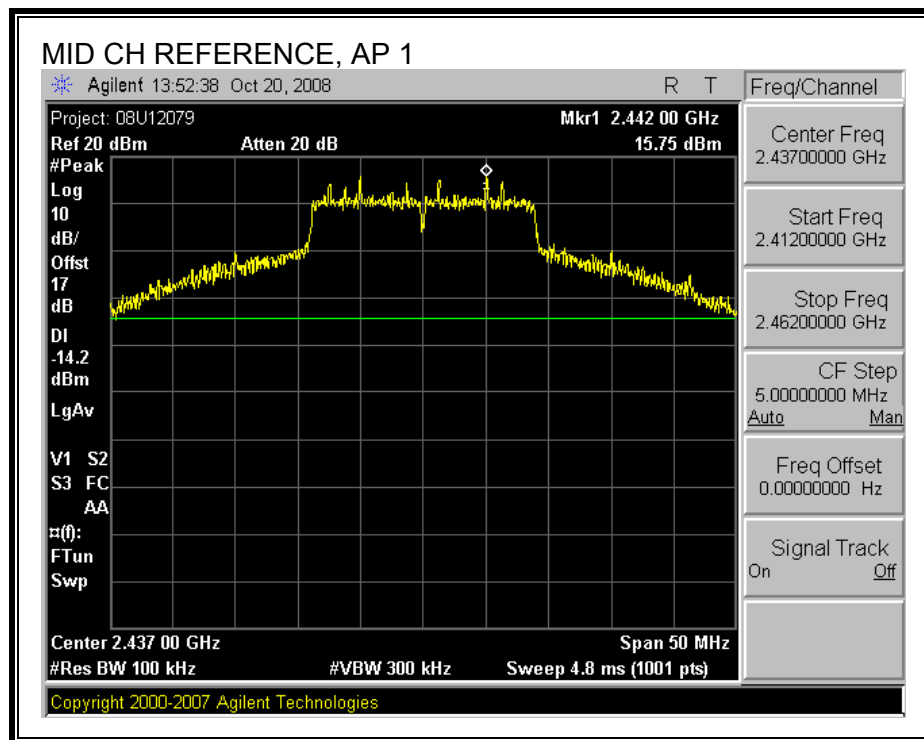 MID CH REFERENCE, AP 1
Agilent 13:52:38 Oct 20, 2008 R T
Project: 08U12079 Mkr1 2.442 00 GHz
Ref 20 dBm Atten 20 dB 15.75 dBm
#Peak
Log
10
dB/
Offst
17
dB
DI
-14.2
dBm
LgAv
V1 S2
S3 FC
AA
¤(f):
FTun
Swp
1
Center 2.437 00 GHz Span 50 MHz
#Res BW 100 kHz #VBW 300 kHz Sweep 4.8 ms (1001 pts)
Copyright 2000-2007 Agilent Technologies
Freq/Channel
Center Freq
2.43700000 GHz
Start Freq
2.41200000 GHz
Stop Freq
2.46200000 GHz
CF Step
5.00000000 MHz
Auto Man
Freq Offset
0.00000000 Hz
Signal Track
On Off